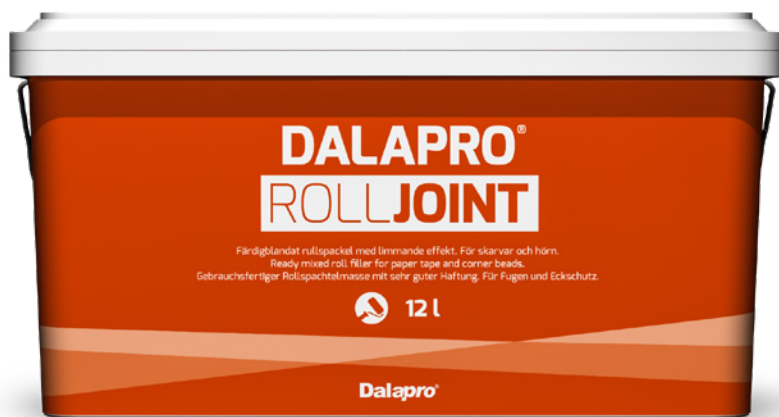 DALAPRO®
ROLLJOINT
Färdigblandat rullspackel med limmande effekt. För skarvar och hörn.
Ready mixed roll filler for paper tape and corner beads.
Gebrauchsfertiger Rollspachtelmasse mit sehr guter Haftung. Für Fugen und Eckschutz.
12 l
Dalapro®